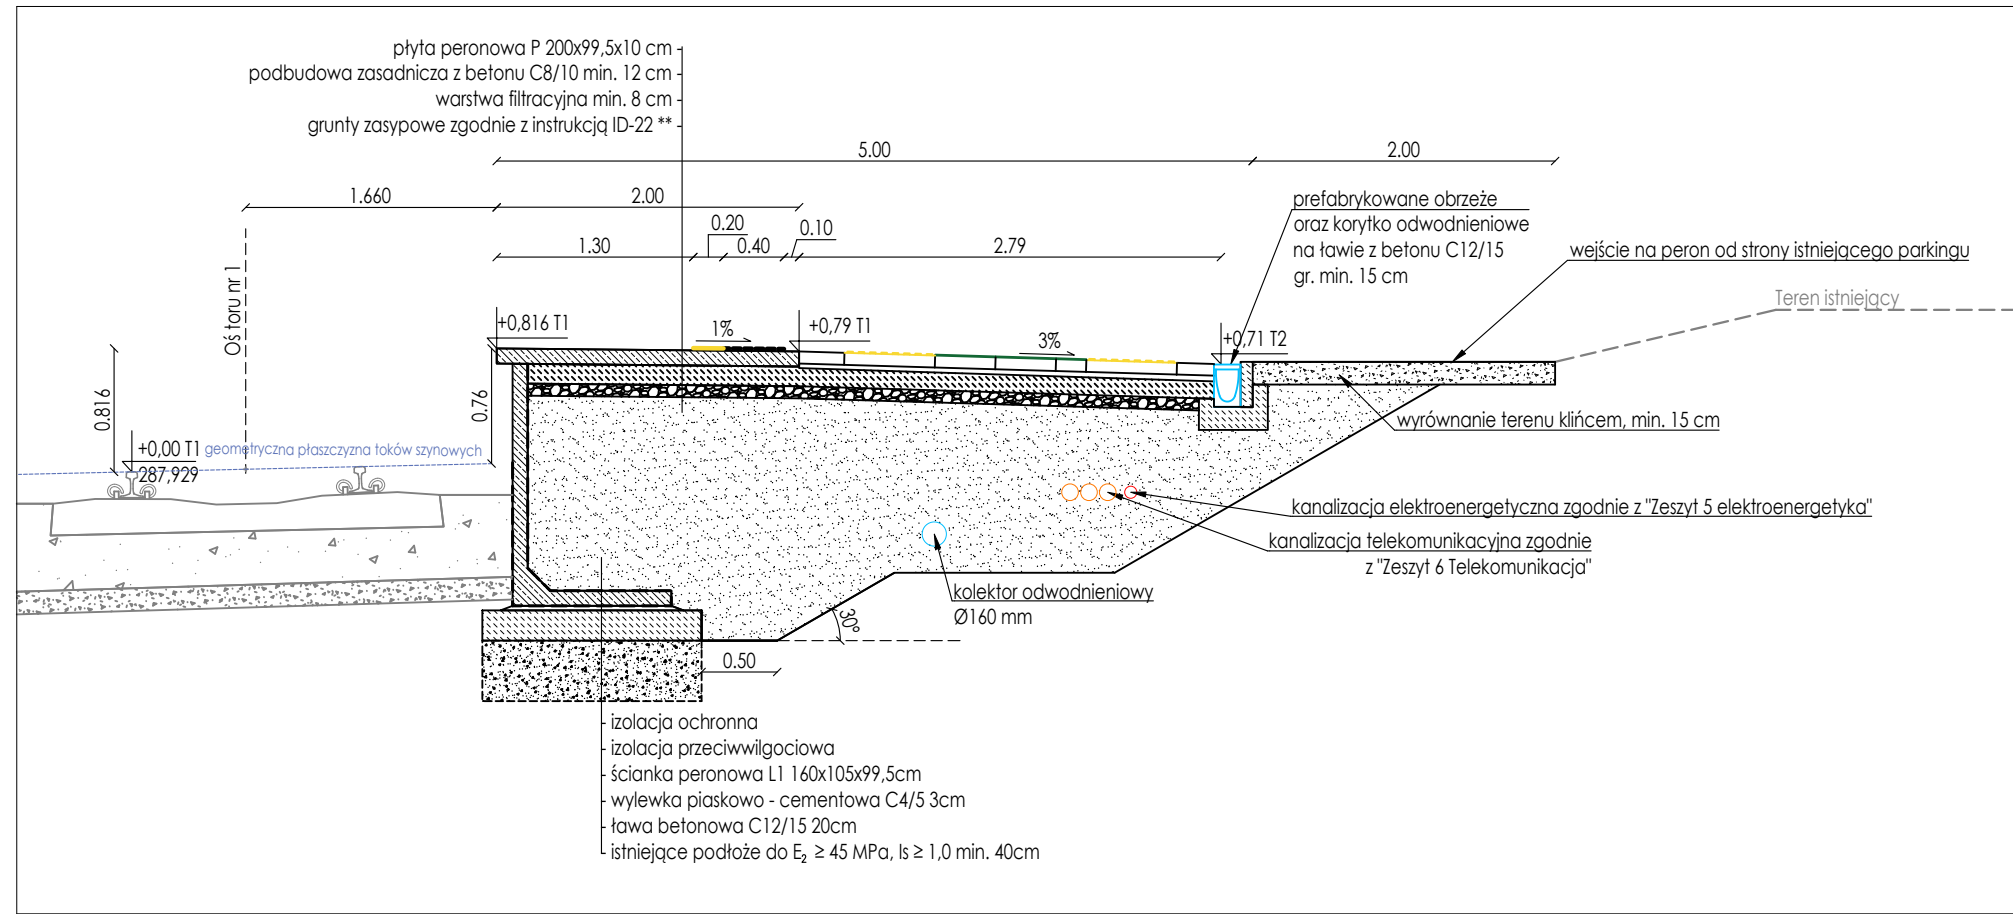 płyta peronowa P 200x99,5x10 cm
podbudowa zasadnicza z betonu C8/10 min. 12 cm
warstwa filtracyjna min. 8 cm
grunty zasypowe zgodnie z instrukcją ID-22 **
5.00
2.00
1.660
2.00
0.20
0.10
1.30
0.40
2.79
prefabrykowane obrzeże
oraz korytko odwodnieniowe
na ławie z betonu C12/15
gr. min. 15 cm
wejście na peron od strony istniejącego parkingu
Teren istniejący
Oś toru nr 1
+0,816 T1
1%
+0,79 T1
3%
+0,71 T2
0.816
0.76
+0,00 T1
287,929
geometryczna płaszczyzna toków szynowych
wyrównanie terenu klińcem, min. 15 cm
kanalizacja elektroenergetyczna zgodnie z "Zeszyt 5 elektroenergetyka"
kanalizacja telekomunikacyjna zgodnie
z "Zeszyt 6 Telekomunikacja"
kolektor odwodnieniowy
Ø160 mm
30°
0.50
izolacja ochronna
izolacja przeciwwilgociowa
ścianka peronowa L1 160x105x99,5cm
wylewka piaskowo - cementowa C4/5 3cm
ława betonowa C12/15 20cm
istniejące podłoże do E₂ ≥ 45 MPa, Is ≥ 1,0 min. 40cm